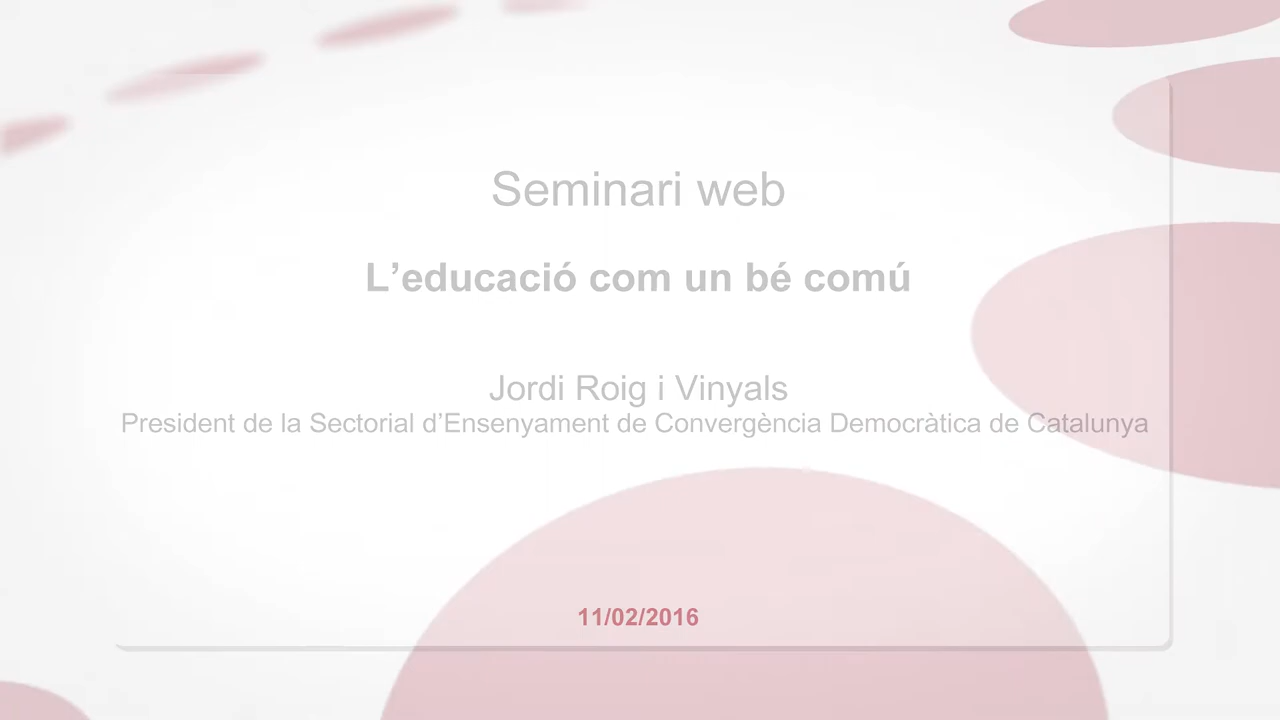 Seminari web
L’educació com un bé comú
Jordi Roig i Vinyals
President de la Sectorial d’Ensenyament de Convergència Democràtica de Catalunya
11/02/2016